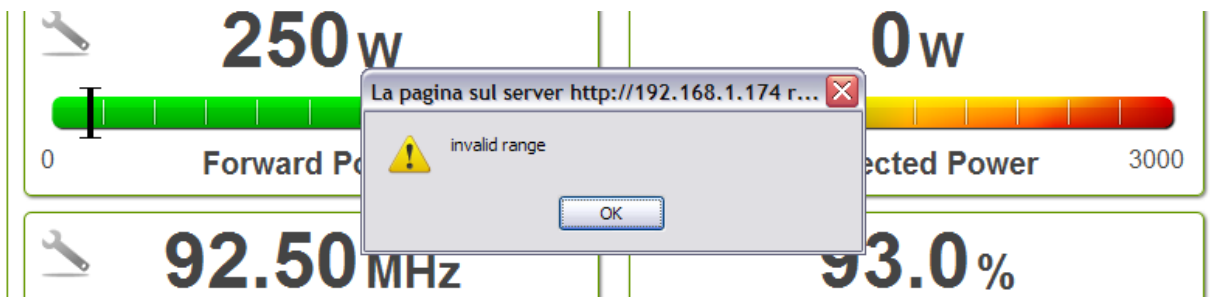 250 W
0 W
La pagina sul server http://192.168.1.174 r...
invalid range
OK
0
Forward Po
ected Power
3000
92.50 MHz
93.0 %